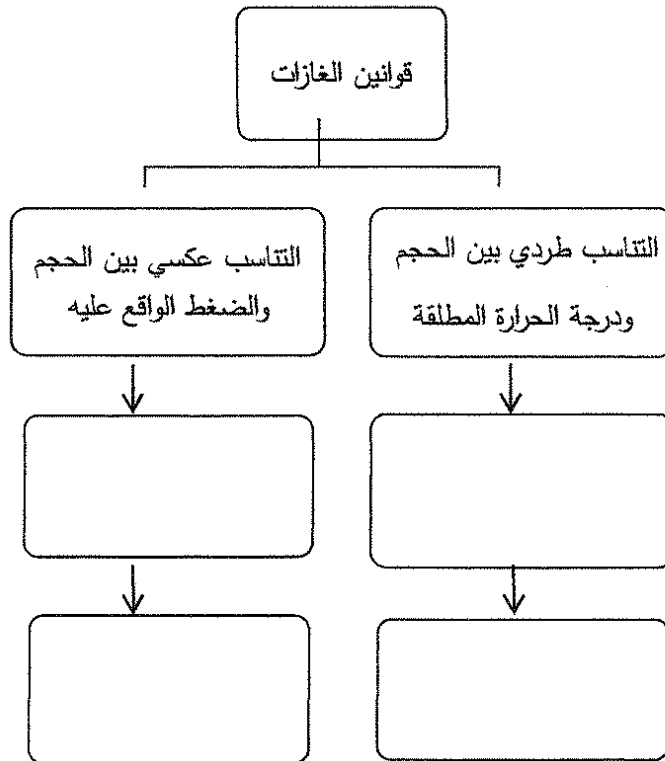 قوانين الغازات
التناسب طردي بين الحجم
ودرجة الحرارة المطلقة
التناسب عكسي بين الحجم
والضغط الواقع عليه